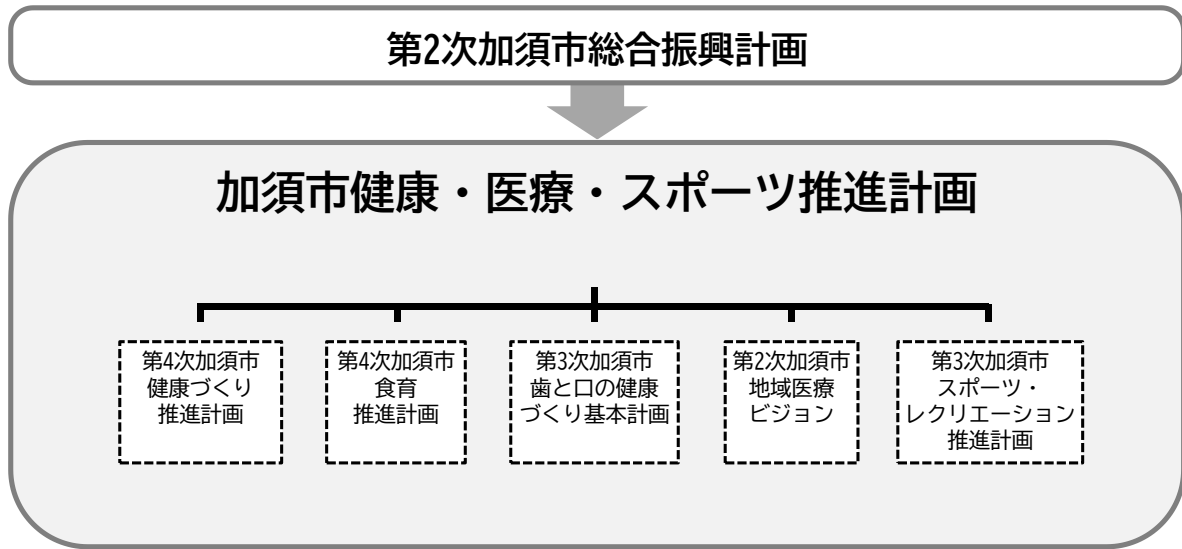 第2次加須市総合振興計画
加須市健康・医療・スポーツ推進計画
第4次加須市
健康づくり
推進計画
第4次加須市
食育
推進計画
第3次加須市
歯と口の健康
づくり基本計画
第2次加須市
地域医療
ビジョン
第3次加須市
スポーツ・
レクリエーション
推進計画